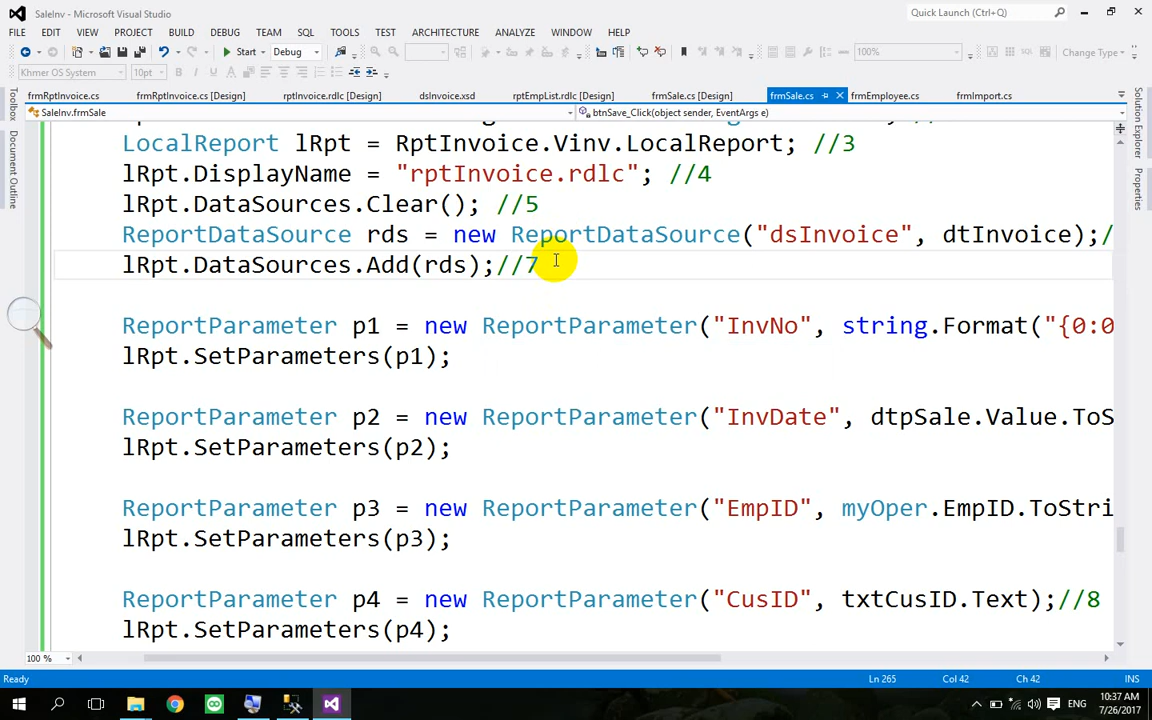 SaleInv - Microsoft Visual Studio
Quick Launch (Ctrl+Q)
FILE EDIT VIEW PROJECT BUILD DEBUG TEAM SQL TOOLS TEST ARCHITECTURE ANALYZE WINDOW HELP
Start Debug 100% Change Type
Khmer OS System 10pt
frmRptInvoice.cs frmRptInvoice.cs [Design] rptInvoice.rdlc [Design] dsInvoice.xsd rptEmpList.rdlc [Design] frmSale.cs [Design] frmSale.cs frmEmployee.cs frmImport.cs
SaleInv.frmSale btnSave_Click(object sender, EventArgs e)
Toolbox
Document Outline
Solution Explorer
Properties
LocalReport lRpt = RptInvoice.Vinv.LocalReport; //3
lRpt.DisplayName = "rptInvoice.rdlc"; //4
lRpt.DataSources.Clear(); //5
ReportDataSource rds = new ReportDataSource("dsInvoice", dtInvoice);/
lRpt.DataSources.Add(rds);//7
ReportParameter p1 = new ReportParameter("InvNo", string.Format("{0:0
lRpt.SetParameters(p1);
ReportParameter p2 = new ReportParameter("InvDate", dtpSale.Value.ToS
lRpt.SetParameters(p2);
ReportParameter p3 = new ReportParameter("EmpID", myOper.EmpID.ToStri
lRpt.SetParameters(p3);
ReportParameter p4 = new ReportParameter("CusID", txtCusID.Text);//8
lRpt.SetParameters(p4);
100 %
Ready Ln 265 Col 42 Ch 42 INS
ENG
10:37 AM
7/26/2017